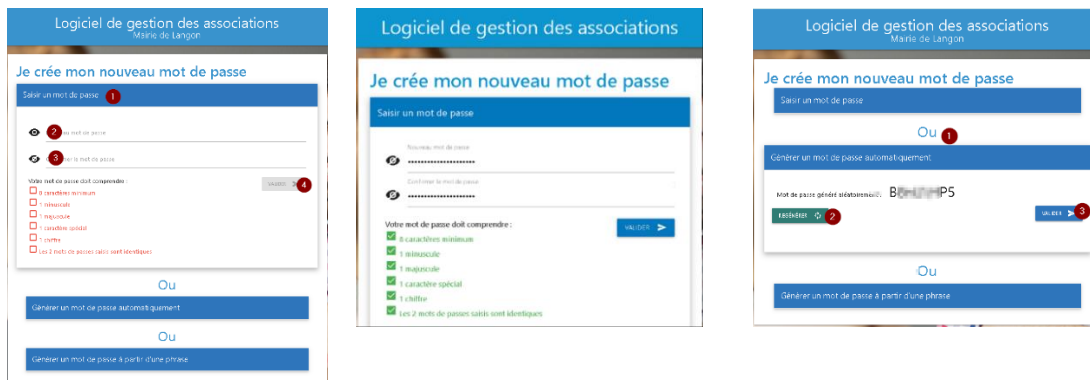 Logiciel de gestion des associations
Mairie de Langon
Je crée mon nouveau mot de passe
Saisir un mot de passe 1
2 mot de passe
3 le mot de passe
Votre mot de passe doit comprendre :
8 caractères minimum
1 minuscule
1 majuscule
1 caractère spécial
1 chiffre
Les 2 mots de passes saisis sont identiques
VALIDER 4
Ou
Générer un mot de passe automatiquement
Ou
Générer un mot de passe à partir d'une phrase
Logiciel de gestion des associations
Je crée mon nouveau mot de passe
Saisir un mot de passe
Nouveau mot de passe
Confirmer le mot de passe
Votre mot de passe doit comprendre :
8 caractères minimum
1 minuscule
1 majuscule
1 caractère spécial
1 chiffre
Les 2 mots de passes saisis sont identiques
VALIDER
Logiciel de gestion des associations
Mairie de Langon
Je crée mon nouveau mot de passe
Saisir un mot de passe
Ou 1
Générer un mot de passe automatiquement
Mot de passe généré aléatoirement :
REGÉNÉRER 2
VALIDER 3
Ou
Générer un mot de passe à partir d'une phrase